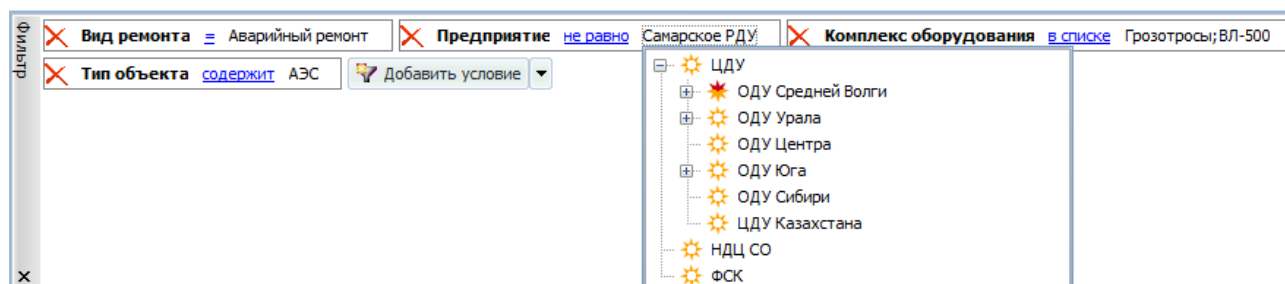 Фильтр
Вид ремонта = Аварийный ремонт Предприятие не равно Самарское РДУ Комплекс оборудования в списке Грозотросы;ВЛ-500
Тип объекта содержит АЭС Добавить условие
ЦДУ
ОДУ Средней Волги
ОДУ Урала
ОДУ Центра
ОДУ Юга
ОДУ Сибири
ЦДУ Казахстана
НДЦ СО
ФСК